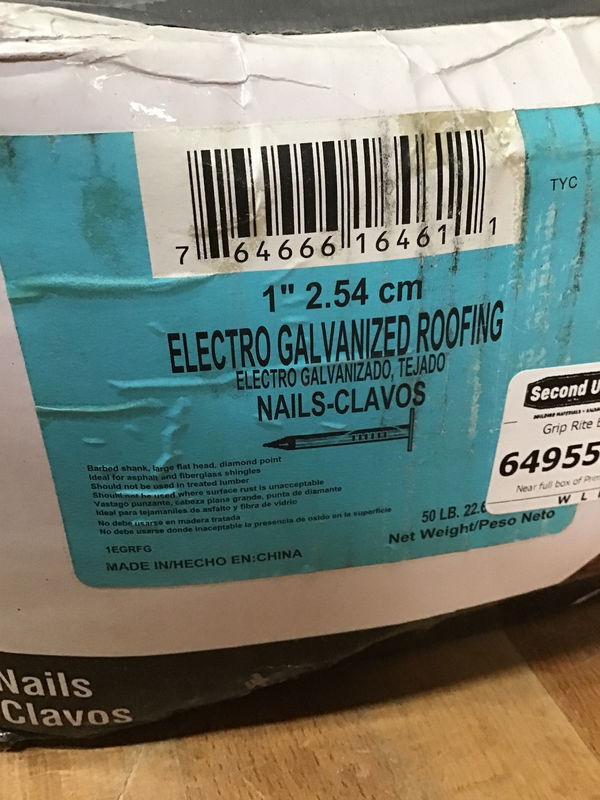 7 64666 16461 1
TYC
1" 2.54 cm
ELECTRO GALVANIZED ROOFING
ELECTRO GALVANIZADO, TEJADO
NAILS-CLAVOS
Barbed shank, large flat head, diamond point
Ideal for asphalt and fiberglass shingles
Should not be used in treated lumber
Should not be used where surface rust is unacceptable
Vastago punzante, cabeza plana grande, punta de diamante
Ideal para tejamaniles de asfalto y fibra de vidrio
No debe usarse en madera tratada
No debe usarse donde inaceptable la presencia de oxido en la superficie
1EGRFG
MADE IN/HECHO EN:CHINA
50 LB. 22.6
Net Weight/Peso Neto
Second U
BUILDING MATERIALS
Grip Rite
64955
Near full box of
W L
Nails
Clavos